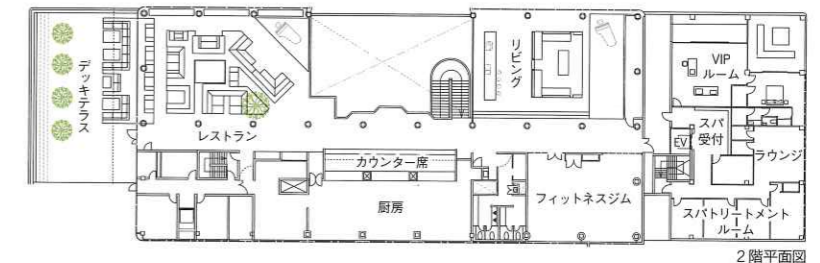 デッキテラス
レストラン
リビング
VIP
ルーム
スパ
受付
EV
ラウンジ
カウンター席
厨房
フィットネスジム
スパトリートメント
ルーム
2階平面図